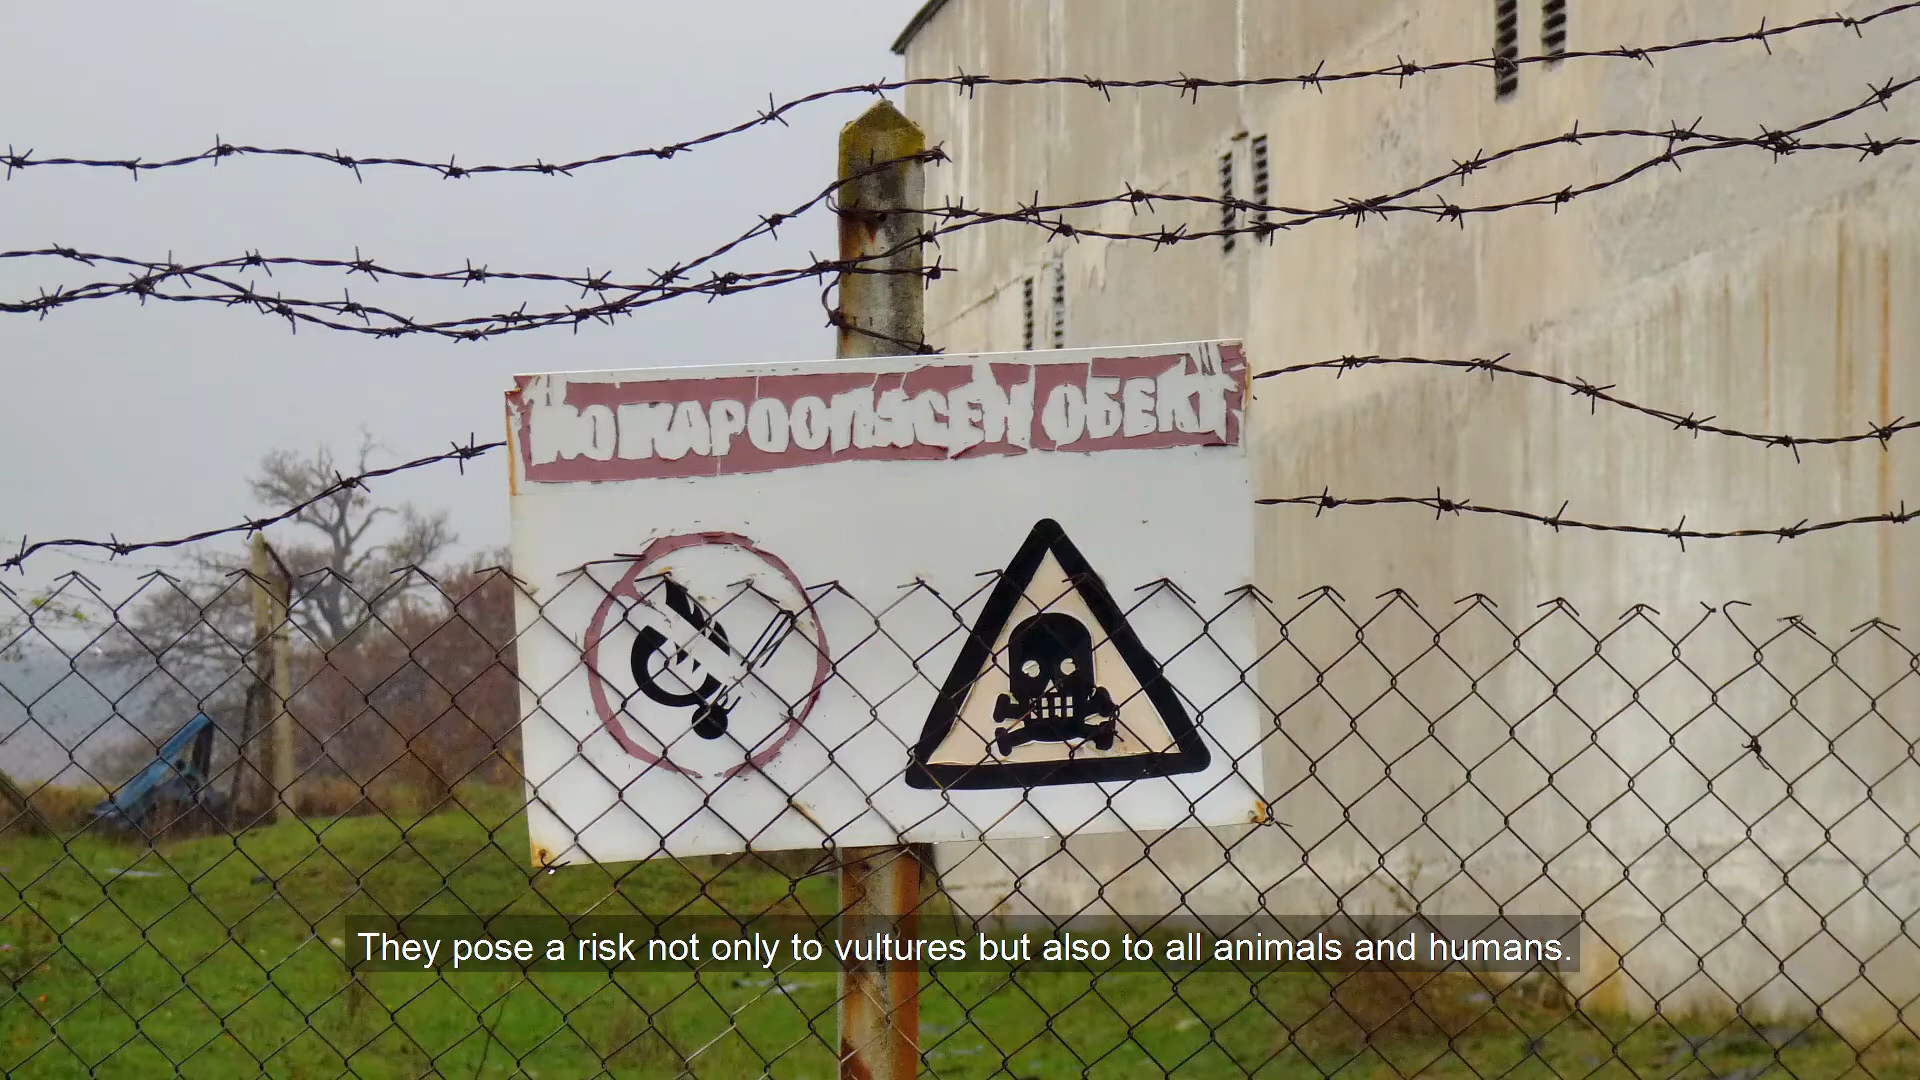 ПОЖАРООПАСЕН ОБЕКТ
They pose a risk not only to vultures but also to all animals and humans.